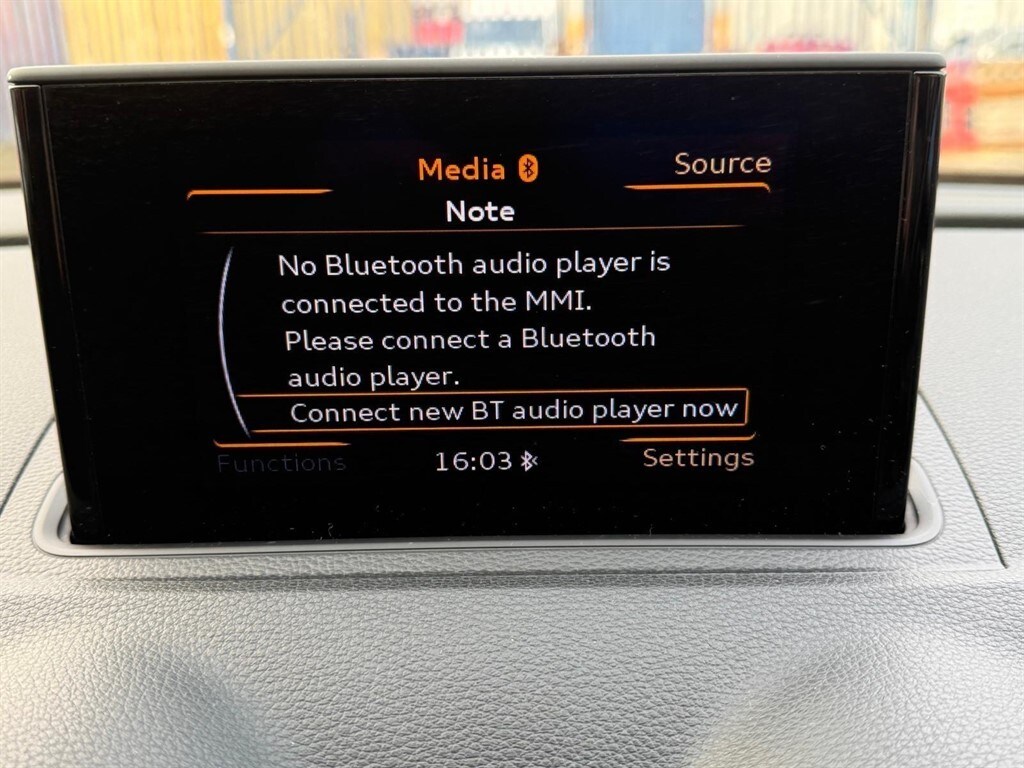 Media
Source
Note
No Bluetooth audio player is
connected to the MMI.
Please connect a Bluetooth
audio player.
Connect new BT audio player now
Functions
16:03
Settings